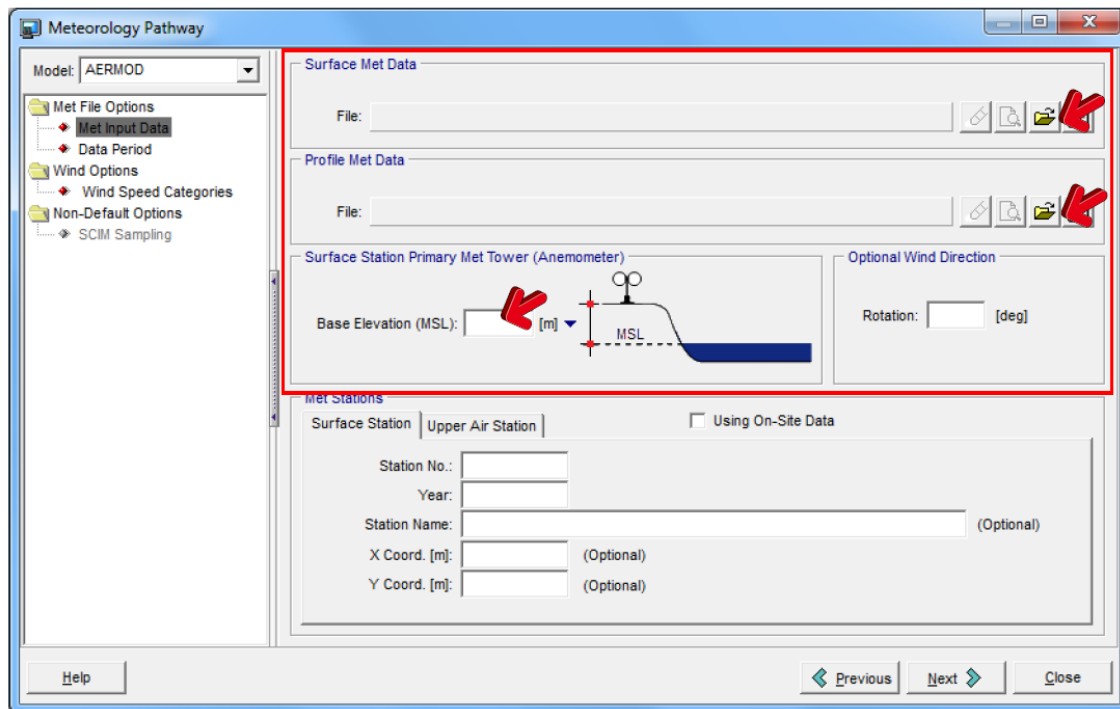 Meteorology Pathway
Model: AERMOD
Met File Options
Met Input Data
Data Period
Wind Options
Wind Speed Categories
Non-Default Options
SCIM Sampling
Surface Met Data
File:
Profile Met Data
File:
Surface Station Primary Met Tower (Anemometer)
Base Elevation (MSL): [m]
MSL
Optional Wind Direction
Rotation: [deg]
Met Stations
Surface Station Upper Air Station Using On-Site Data
Station No.:
Year:
Station Name: (Optional)
X Coord. [m]: (Optional)
Y Coord. [m]: (Optional)
Help Previous Next Close